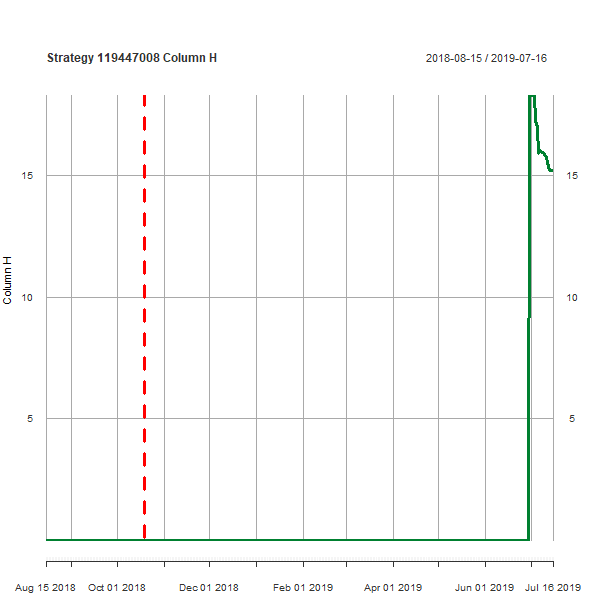 Strategy 119447008 Column H
2018-08-15 / 2019-07-16
15
15
Column H
10
10
5
5
Aug 15 2018
Oct 01 2018
Dec 01 2018
Feb 01 2019
Apr 01 2019
Jun 01 2019
Jul 16 2019